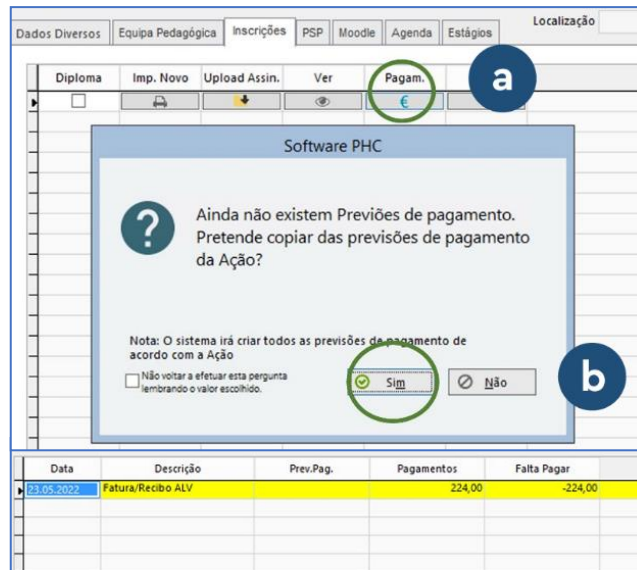 Localização
Dados Diversos Equipa Pedagógica Inscrições PSP Moodle Agenda Estágios
Diploma Imp. Novo Upload Assin. Ver Pagam.
€
a
Software PHC
?
Ainda não existem Previões de pagamento.
Pretende copiar das previsões de pagamento
da Ação?
Nota: O sistema irá criar todos as previsões de pagamento de
acordo com a Ação
Não voltar a efetuar esta pergunta
lembrando o valor escolhido.
Sim Não
b
Data Descrição Prev.Pag. Pagamentos Falta Pagar
23.05.2022 Fatura/Recibo ALV 224,00 -224,00